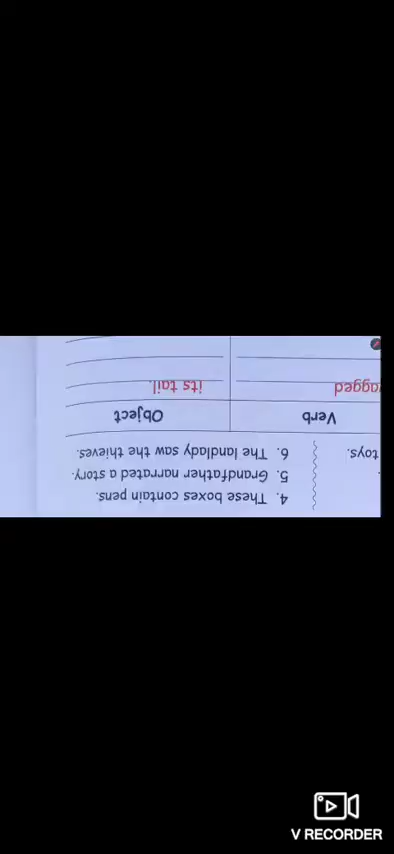 4. These boxes contain pens.
5. Grandfather narrated a story.
toys. 6. The landlady saw the thieves.
Verb Object
agged its tail.
V RECORDER